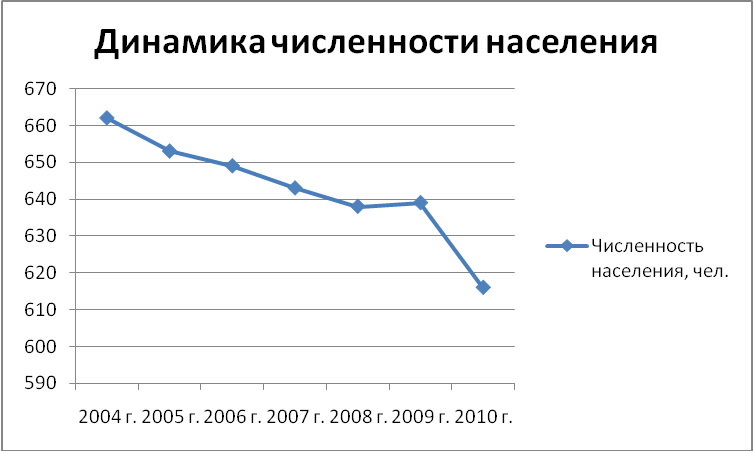 Динамика численности населения
670
660
650
640
630
620
610
600
590
2004 г. 2005 г. 2006 г. 2007 г. 2008 г. 2009 г. 2010 г.
Численность
населения, чел.